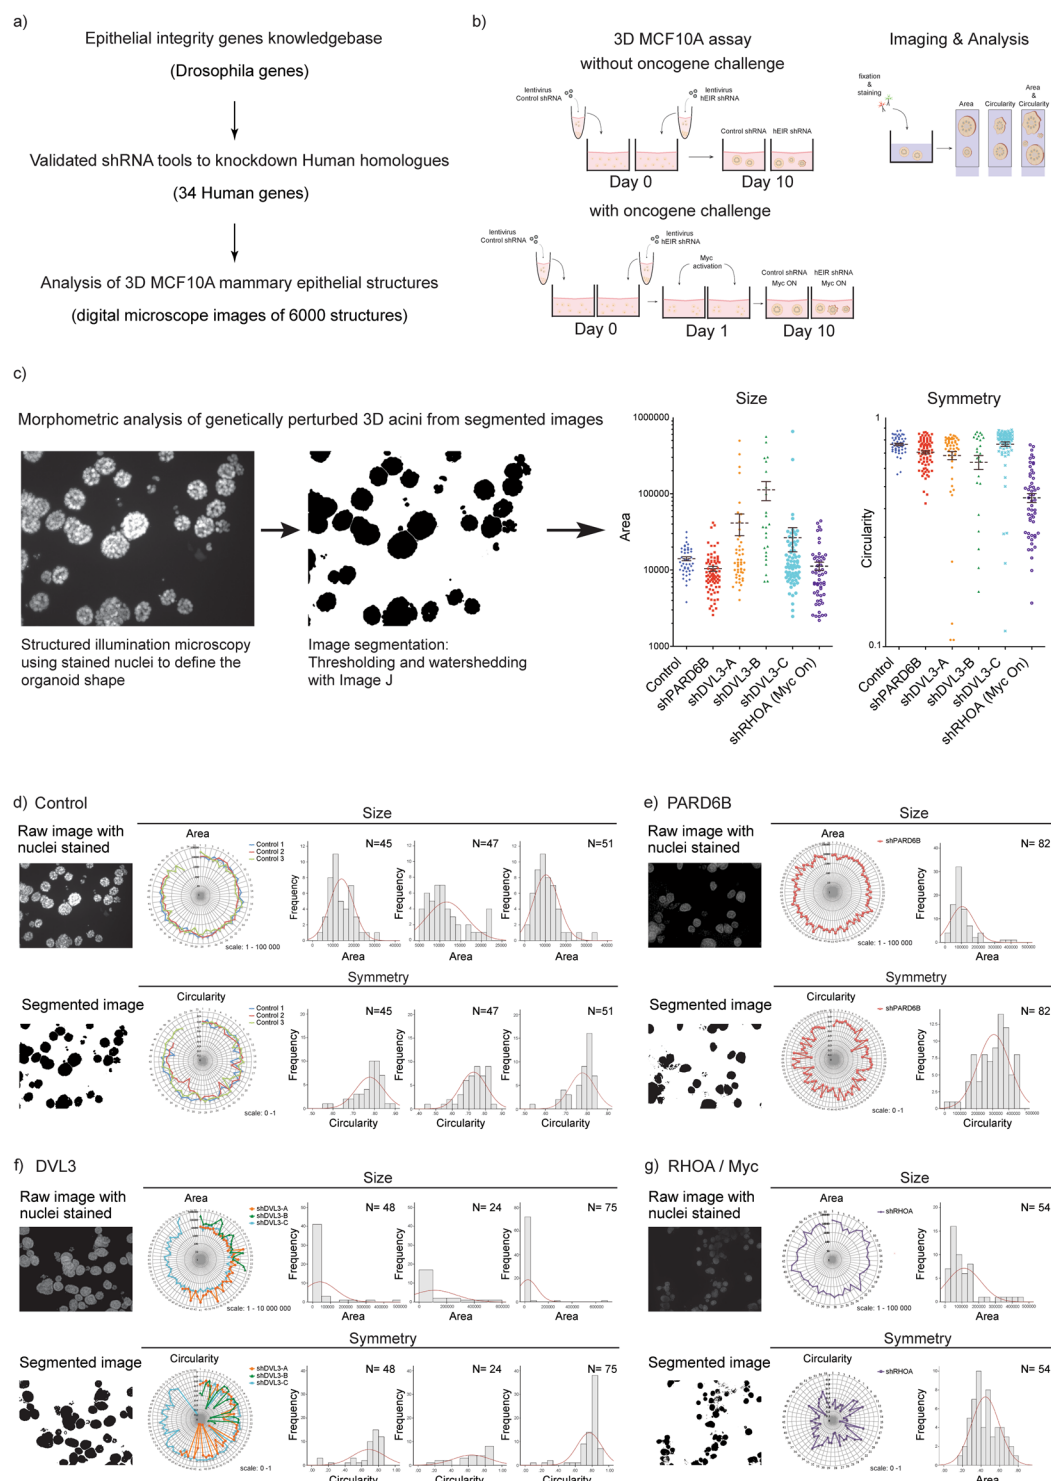 a)
Epithelial integrity genes knowledgebase
(Drosophila genes)
Validated shRNA tools to knockdown Human homologues
(34 Human genes)
Analysis of 3D MCF10A mammary epithelial structures
(digital microscope images of 6000 structures)
b)
3D MCF10A assay
without oncogene challenge
lentivirus
Control shRNA
lentivirus
hEIR shRNA
Control shRNA
hEIR shRNA
Day 0
Day 10
with oncogene challenge
lentivirus
Control shRNA
lentivirus
hEIR shRNA
Myc
activation
Control shRNA
Myc ON
hEIR shRNA
Myc ON
Day 0
Day 1
Day 10
Imaging & Analysis
fixation
&
staining
Area
Circularity
Area
&
Circularity
c)
Morphometric analysis of genetically perturbed 3D acini from segmented images
Structured illumination microscopy
using stained nuclei to define the
organoid shape
Image segmentation:
Thresholding and watershedding
with Image J
Size
Area
1000000
100000
10000
1000
Control
shPARD6B
shDVL3-A
shDVL3-B
shDVL3-C
shRHOA (Myc On)
Symmetry
Circularity
1
0.1
Control
shPARD6B
shDVL3-A
shDVL3-B
shDVL3-C
shRHOA (Myc On)
d) Control
Size
Raw image with
nuclei stained
Area
Control 1
Control 2
Control 3
scale: 1 - 100 000
N=45
Frequency
Area
N=47
Frequency
Area
N=51
Frequency
Area
Symmetry
Segmented image
Circularity
Control 1
Control 2
Control 3
scale: 0 -1
N=45
Frequency
Circularity
N=47
Frequency
Circularity
N=51
Frequency
Circularity
e) PARD6B
Size
Raw image with
nuclei stained
Area
shPARD6B
scale: 1 - 100 000
N= 82
Frequency
Area
Symmetry
Segmented image
Circularity
shPARD6B
scale: 0 -1
N= 82
Frequency
Circularity
f) DVL3
Size
Raw image with
nuclei stained
Area
shDVL3-A
shDVL3-B
shDVL3-C
scale: 1 - 10 000 000
N= 48
Frequency
Area
N= 24
Frequency
Area
N= 75
Frequency
Area
Symmetry
Segmented image
Circularity
shDVL3-A
shDVL3-B
shDVL3-C
scale: 0 -1
N= 48
Frequency
Circularity
N= 24
Frequency
Circularity
N= 75
Frequency
Circularity
g) RHOA / Myc
Size
Raw image with
nuclei stained
Area
shRHOA
scale: 1 - 100 000
N= 54
Frequency
Area
Symmetry
Segmented image
Circularity
shRHOA
scale: 0 -1
N= 54
Frequency
Area